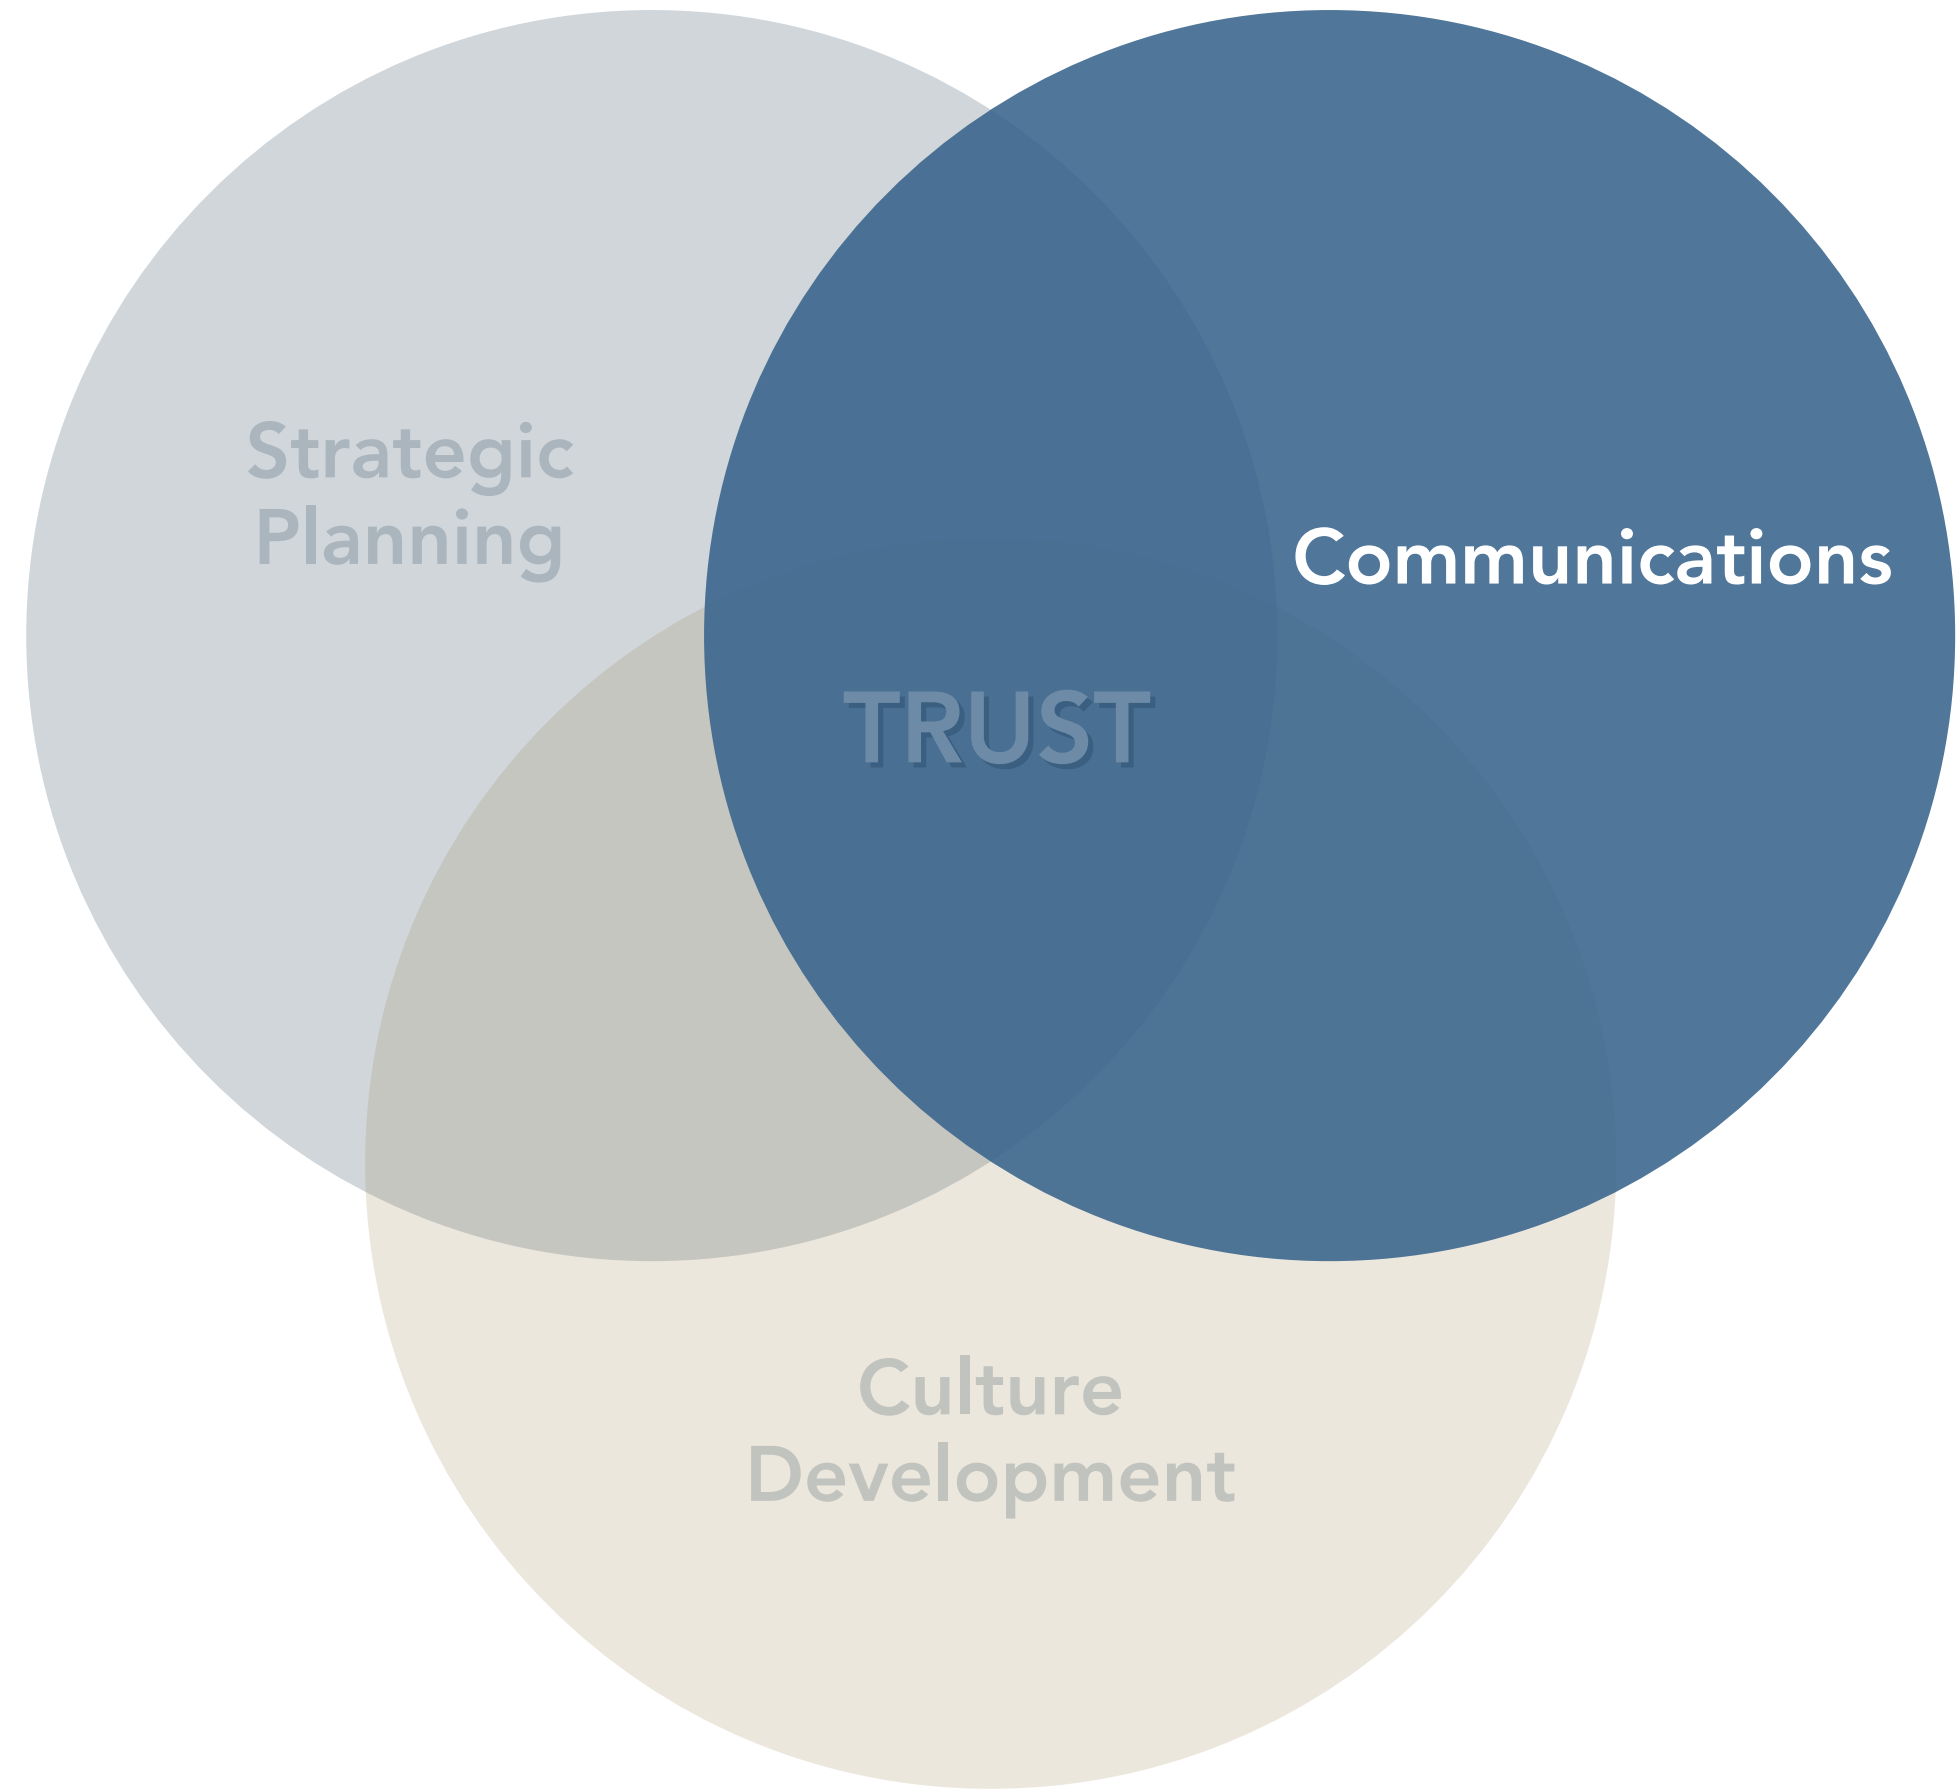 Strategic
Planning
Communications
TRUST
Culture
Development